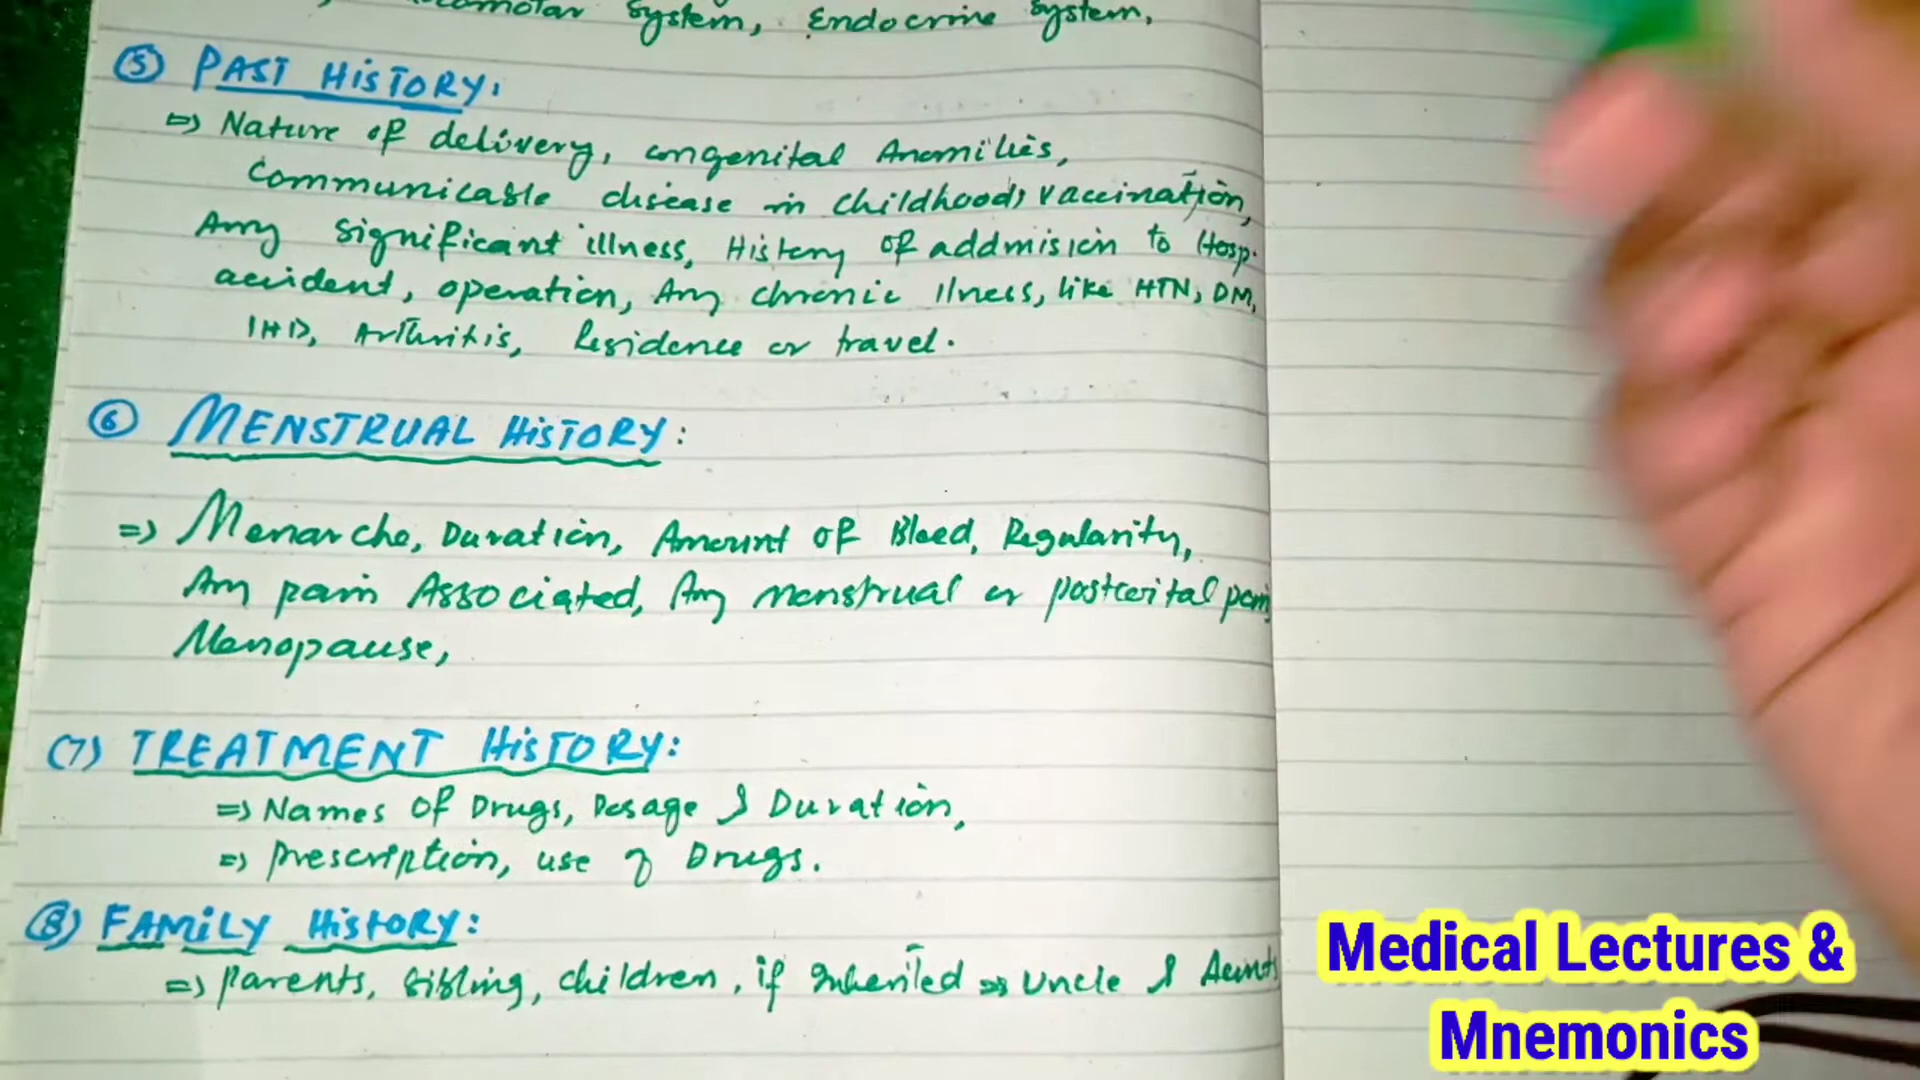 System, Endocrine System,
⑤ PAST HiSTORY:
⇒ Nature of delivery, congenital Anomilies,
Communicable disease in childhood, vaccination,
Any significant illness, History of addmision to Hosp.
accident, operation, Any chronic illness, like HTN, DM,
IHD, Arthritis, Residence or travel.
⑥ MENSTRUAL HiSTORY:
⇒ Menarche, Duration, Amount of Blood, Regularity,
Any pain Associated, Any menstrual or postcoital pain,
Menopause,
(7) TREATMENT HiSTORY:
⇒ Names of Drugs, Dosage & Duration,
⇒ prescription, use of Drugs.
⑧ FAMiLY HiSTORY:
⇒ parents, sibling, children, if inherited ⇒ Uncle & Aunts
Medical Lectures &
Mnemonics